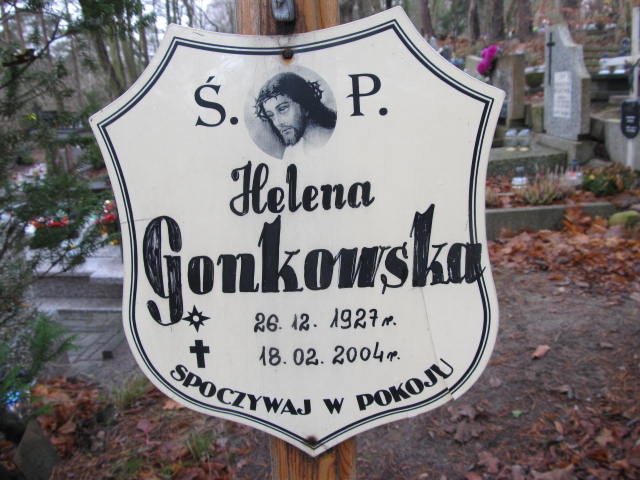 Ś. P.
Helena
Gonkowska
26. 12. 1927 r.
18. 02. 2004 r.
SPOCZYWAJ W POKOJU